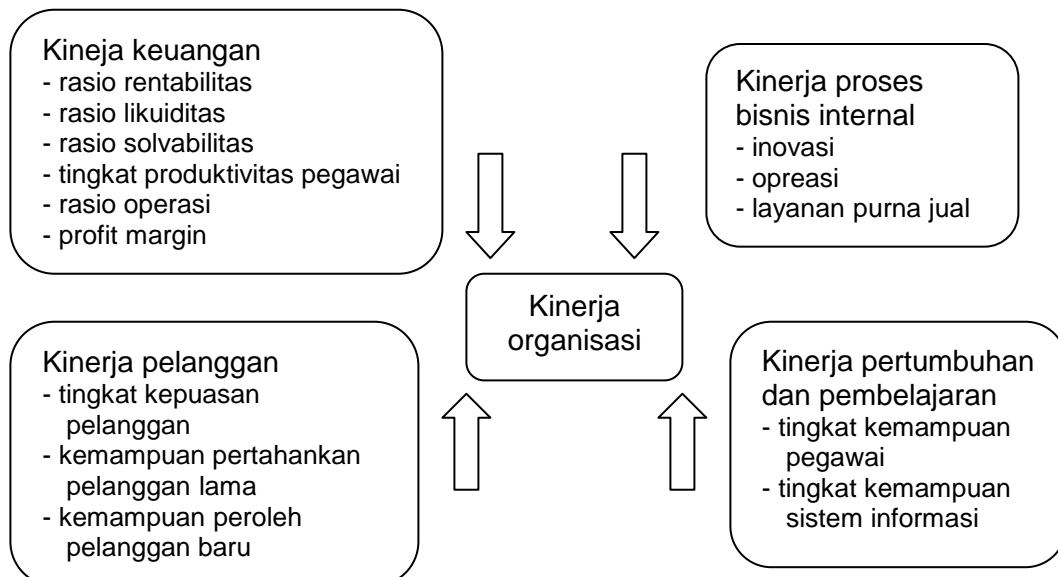 Kineja keuangan
- rasio rentabilitas
- rasio likuiditas
- rasio solvabilitas
- tingkat produktivitas pegawai
- rasio operasi
- profit margin
Kinerja proses
bisnis internal
- inovasi
- opreasi
- layanan purna jual
Kinerja
organisasi
Kinerja pelanggan
- tingkat kepuasan
pelanggan
- kemampuan pertahankan
pelanggan lama
- kemampuan peroleh
pelanggan baru
Kinerja pertumbuhan
dan pembelajaran
- tingkat kemampuan
pegawai
- tingkat kemampuan
sistem informasi